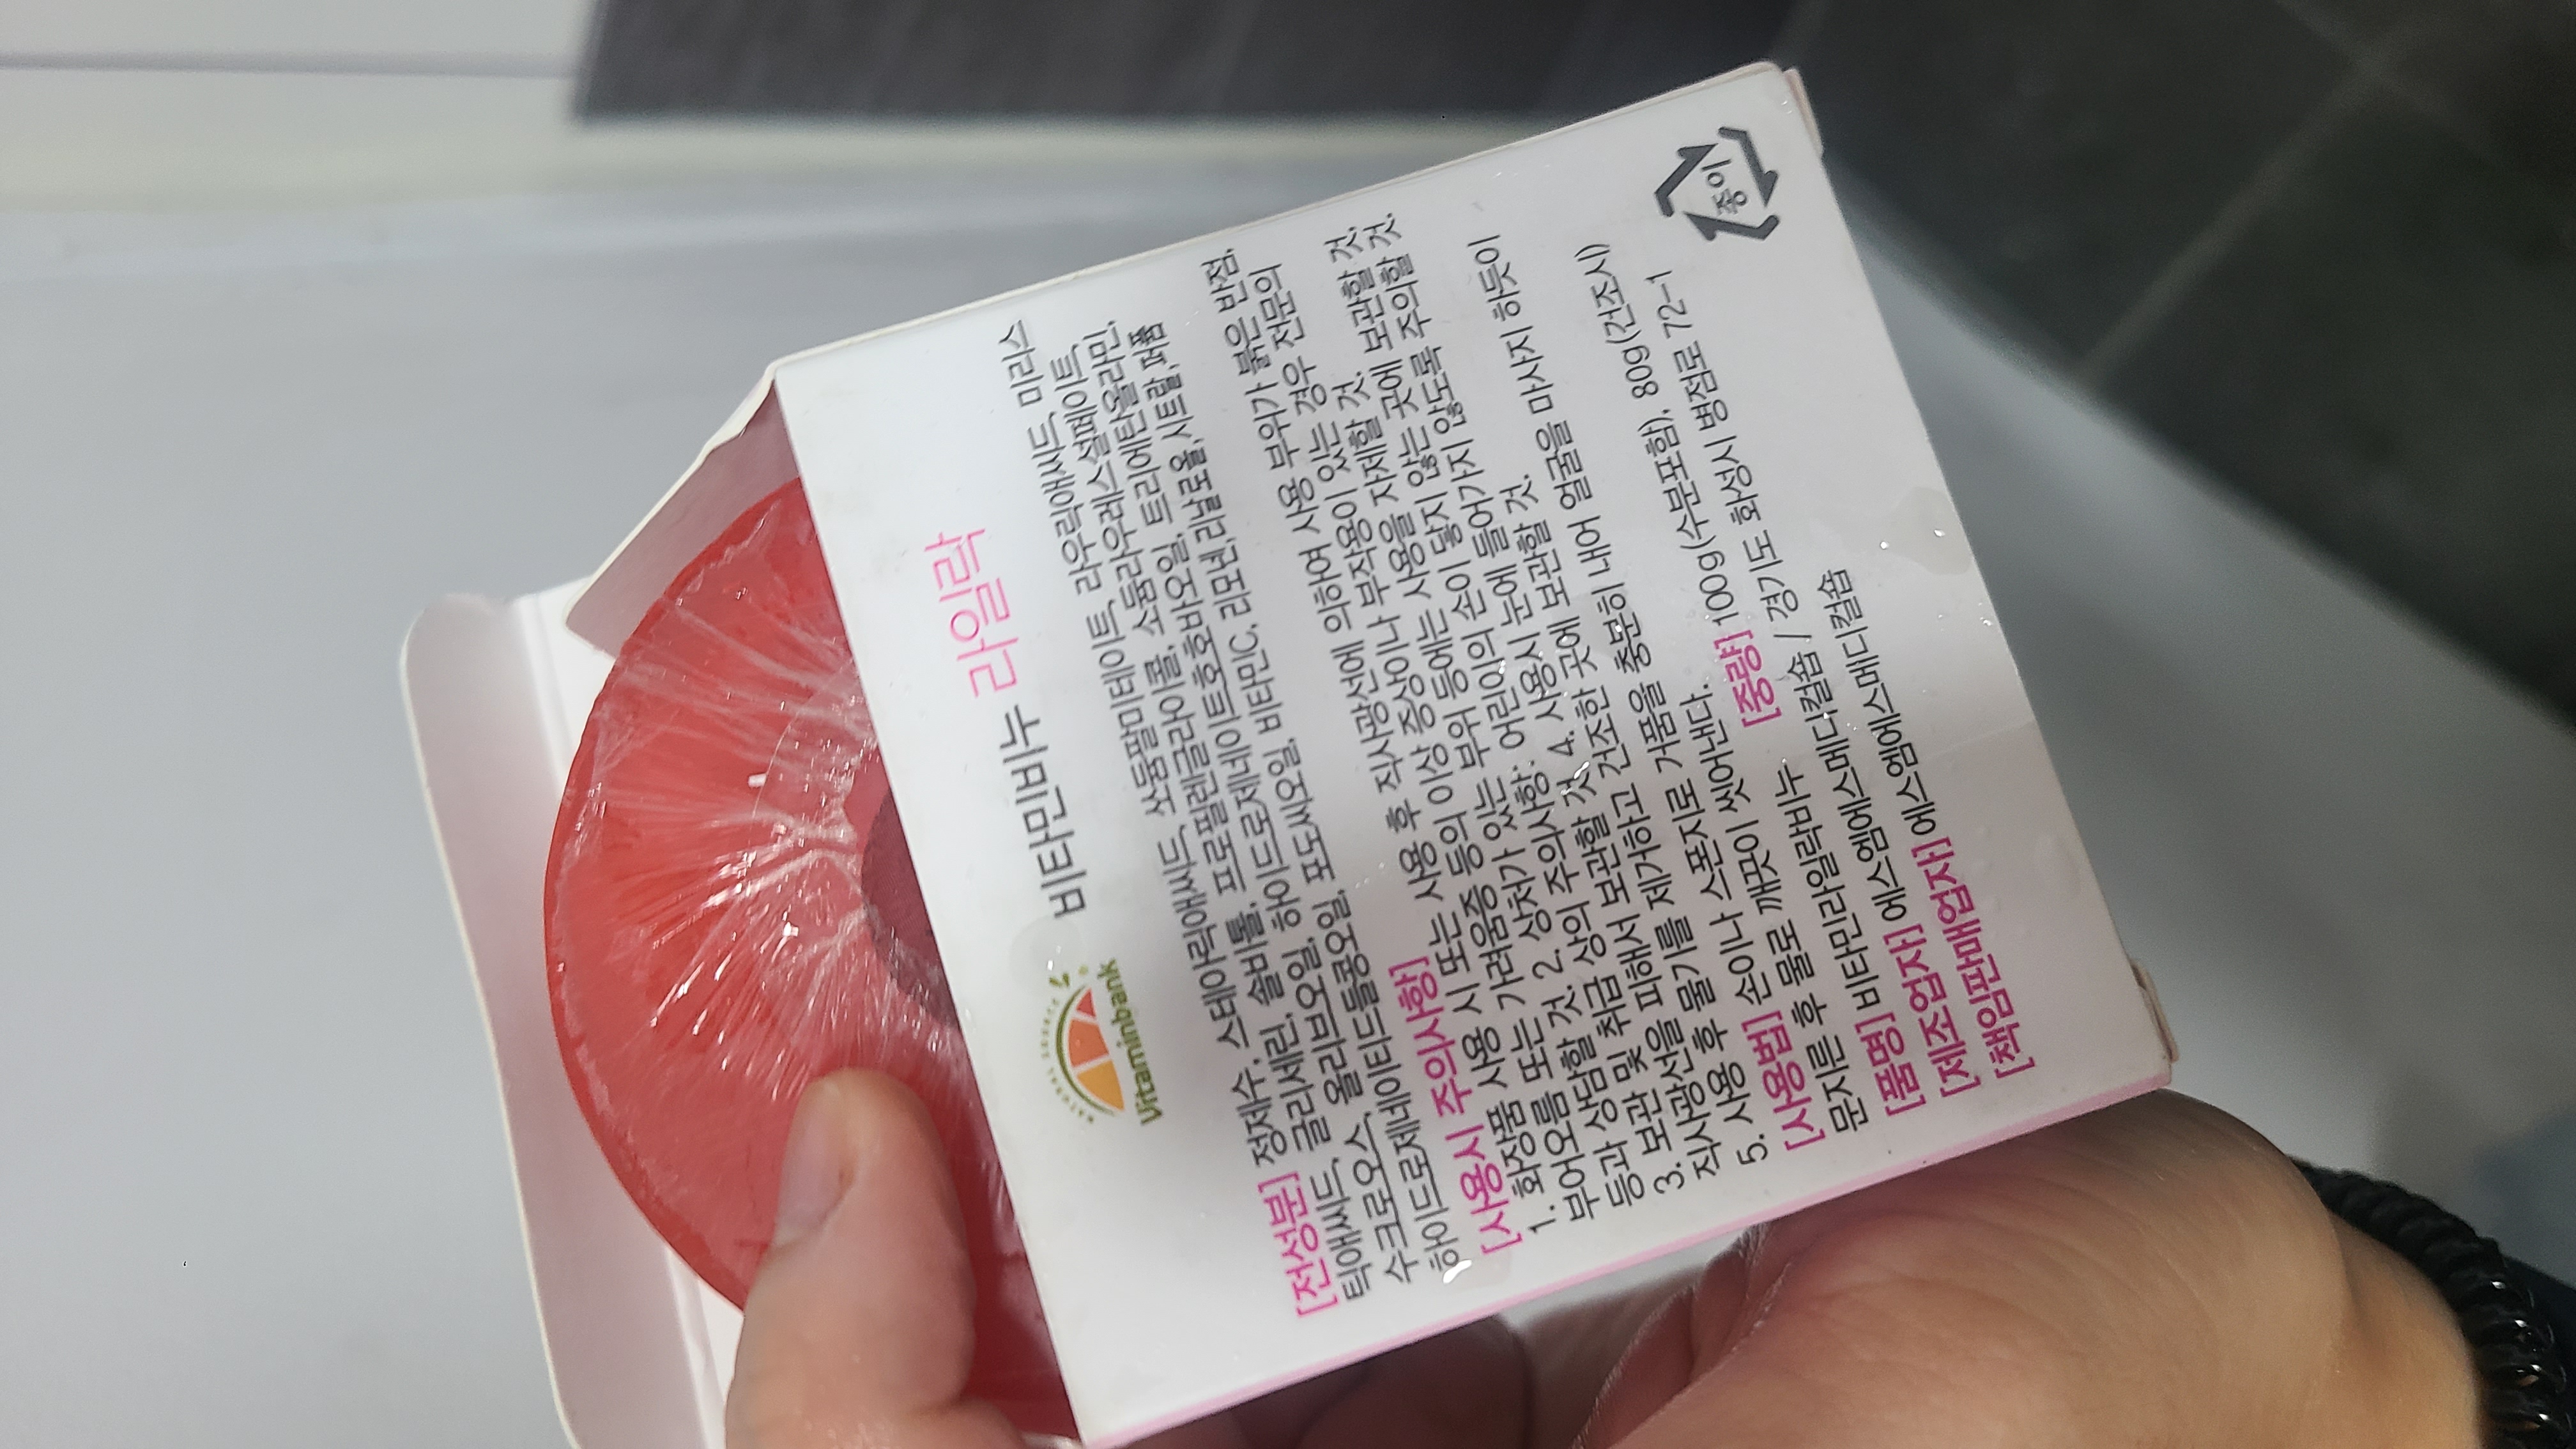 Vitaminbank
비타민비누 라일락
[전성분] 정제수, 스테아릭애씨드, 쏘듐팔미테이트, 라우릭애씨드, 미리스
틱애씨드, 글리세린, 솔비톨, 프로필렌글라이콜, 소듐라우레스설페이트,
수크로오스, 올리브오일, 하이드로제네이트호호바오일, 트리에탄올라민,
하이드로제네이티드들콩오일, 포도씨오일, 비타민C, 리모넨,리날로올,시트랄,퍼퓸
[사용시 주의사항]
1. 화장품 사용 시 또는 사용 후 직사광선에 의하여 사용 부위가 붉은 반점,
부어오름 또는 가려움증 등의 이상 증상이나 부작용이 있는 경우 전문의
등과 상담할 것. 2. 상처가 있는 부위 등에는 사용을 자제할 것.
3. 보관 및 취급 상의 주의사항: 어린이의 손이 닿지 않는 곳에 보관할 것.
직사광선을 피해서 보관할 것. 4. 사용시 눈에 들어가지 않도록 주의할 것.
5. 사용 후 물기를 제거하고 건조한 곳에 보관할 것.
[사용법] 손이나 스폰지로 거품을 충분히 내어 얼굴을 마사지 하듯이
문지른 후 물로 깨끗이 씻어낸다.
[품명] 비타민라일락비누 [중량] 100g(수분포함), 80g(건조시)
[제조업자] 에스엠에스메디컬솝 / 경기도 화성시 병점로 72-1
[책임판매업자] 에스엠에스메디컬솝
종이